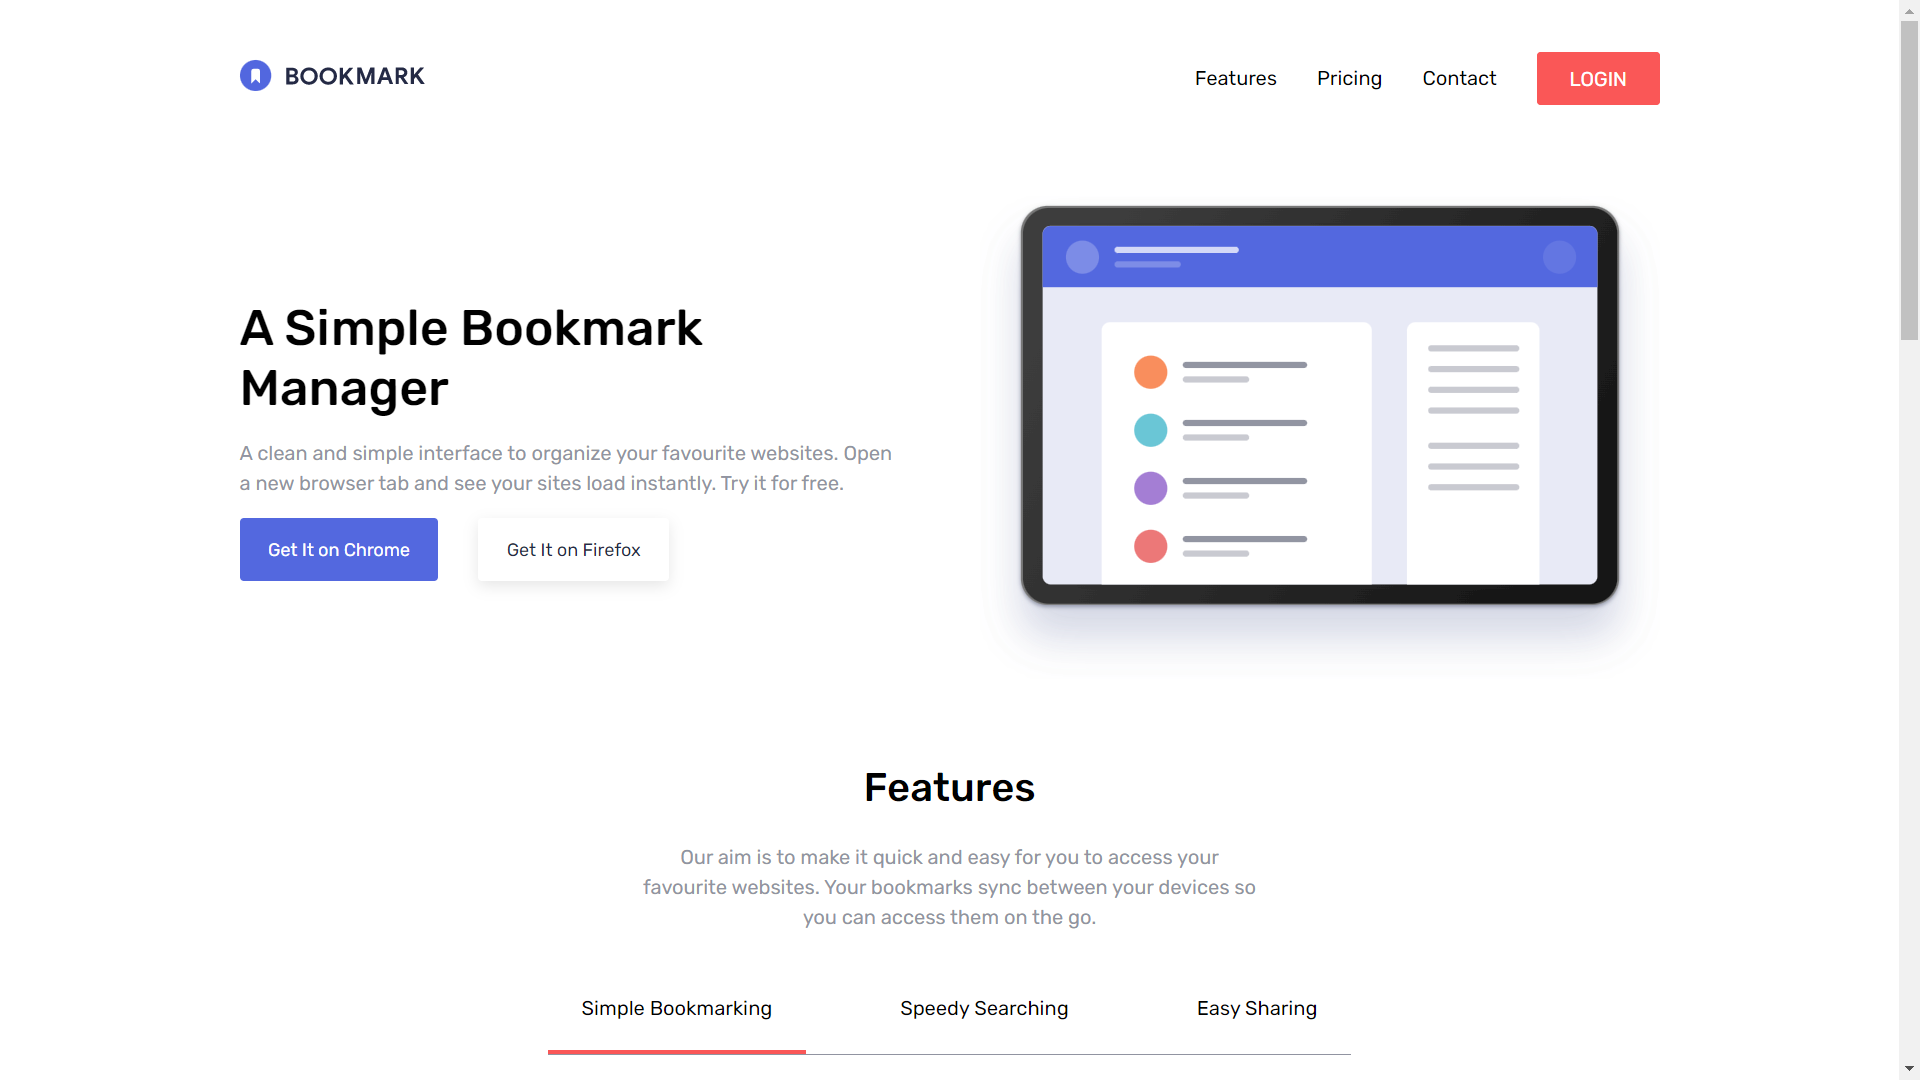 BOOKMARK
Features
Pricing
Contact
LOGIN
A Simple Bookmark
Manager
A clean and simple interface to organize your favourite websites. Open
a new browser tab and see your sites load instantly. Try it for free.
Get It on Chrome
Get It on Firefox
Features
Our aim is to make it quick and easy for you to access your
favourite websites. Your bookmarks sync between your devices so
you can access them on the go.
Simple Bookmarking
Speedy Searching
Easy Sharing